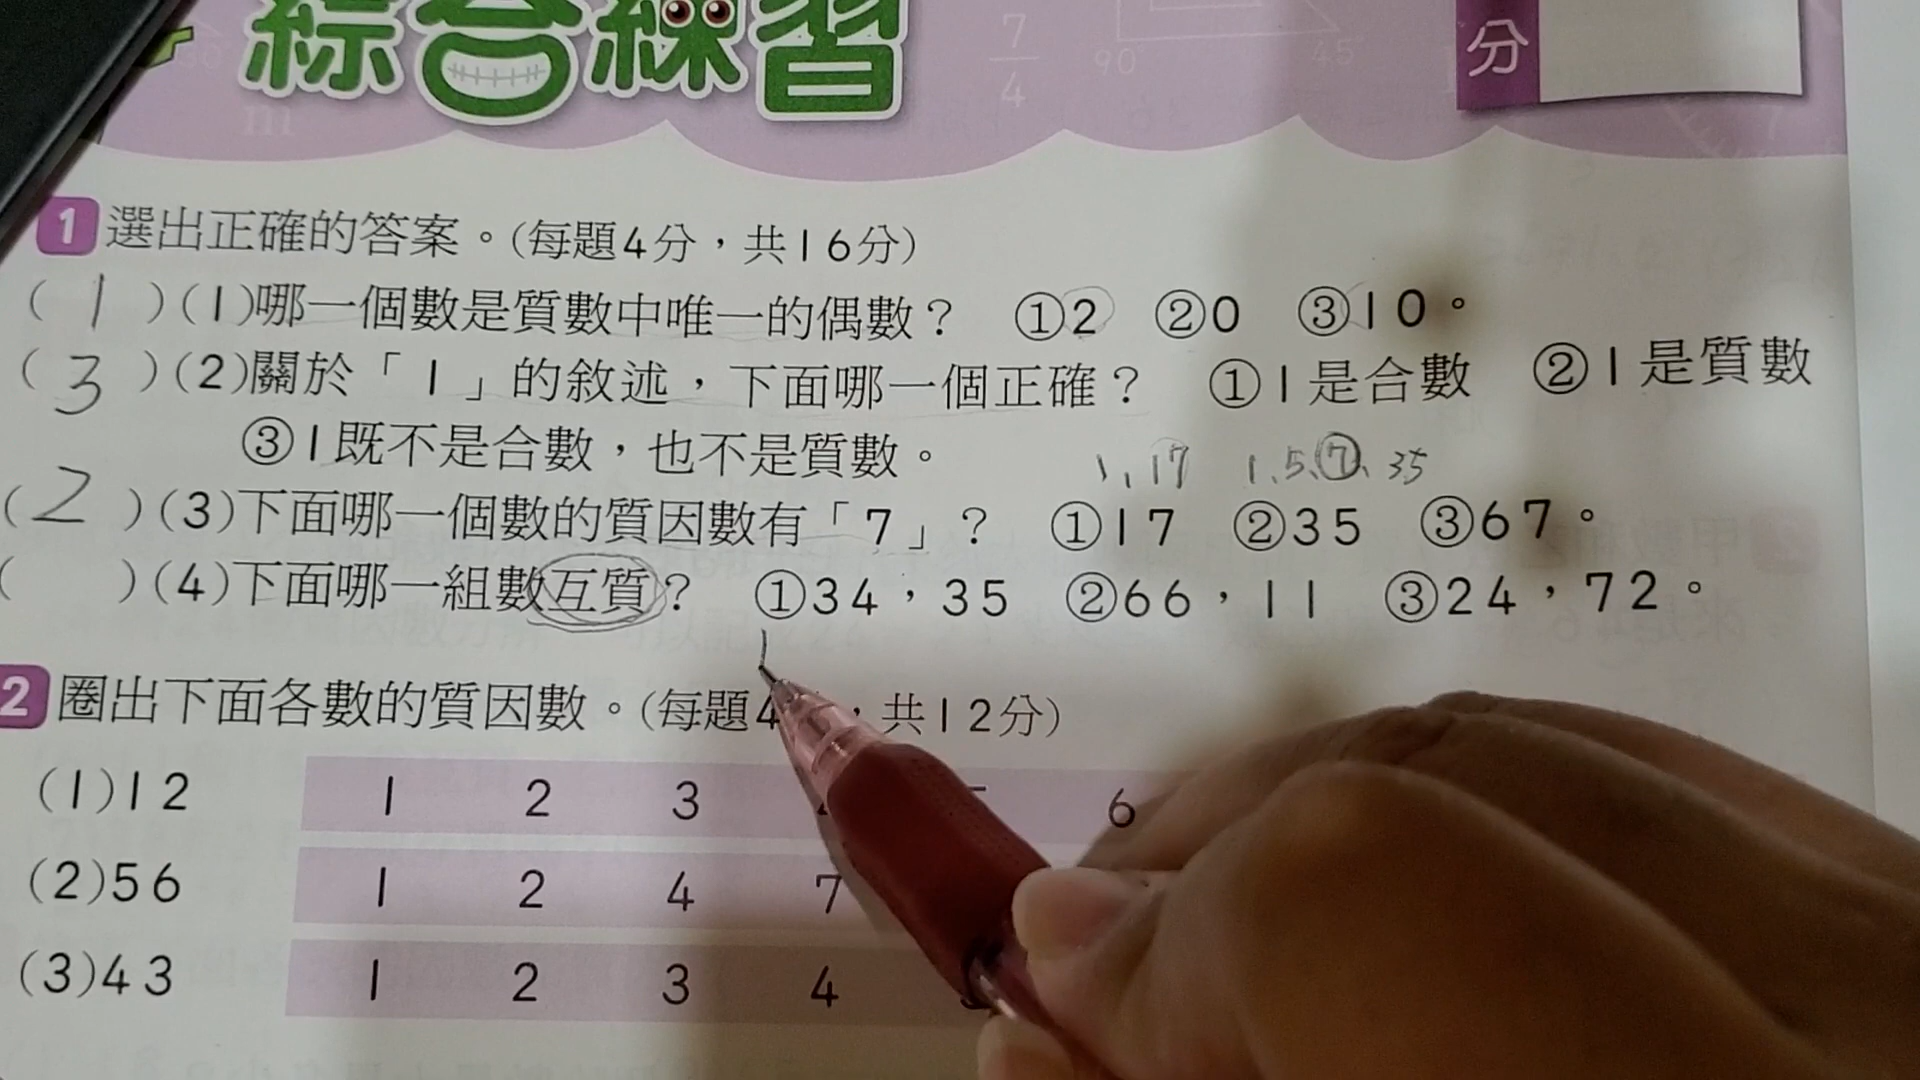 綜合練習
分
7
4
90
45
m
1 選出正確的答案。(每題4分,共16分)
( 1 )(1)哪一個數是質數中唯一的偶數? ①2 ②0 ③10。
( 3 )(2)關於「1」的敘述,下面哪一個正確? ①1是合數 ②1是質數
③1既不是合數,也不是質數。
1、17 1、5、7、35
( 2 )(3)下面哪一個數的質因數有「7」? ①17 ②35 ③67。
( )(4)下面哪一組數互質? ①34,35 ②66,11 ③24,72。
2 圈出下面各數的質因數。(每題4,共12分)
(1)12 1 2 3 6
(2)56 1 2 4 7
(3)43 1 2 3 4